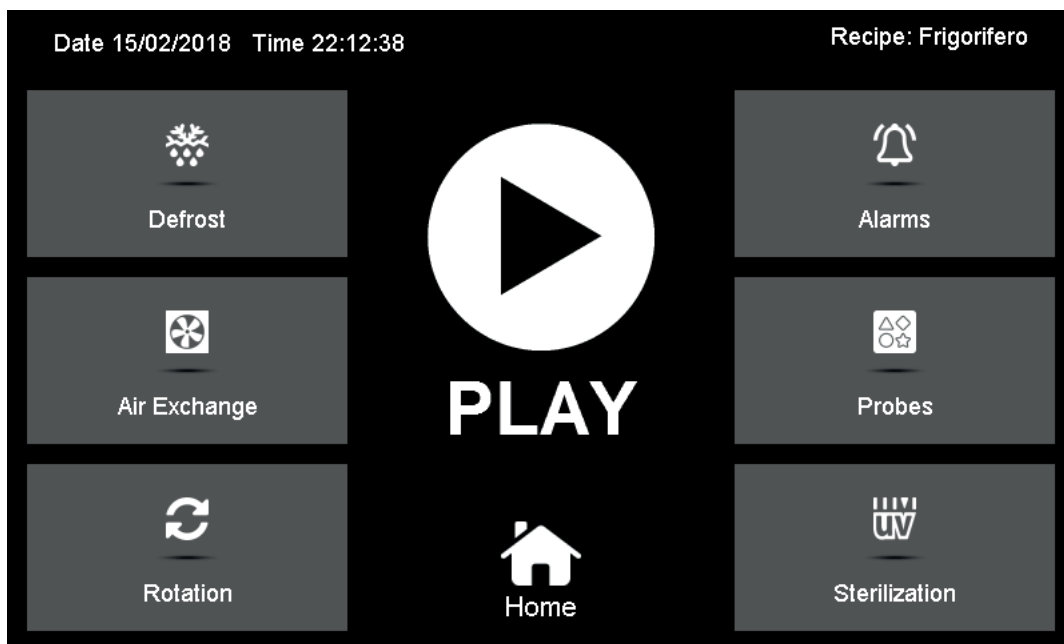 Date 15/02/2018 Time 22:12:38
Recipe: Frigorifero
Defrost
Alarms
Air Exchange
PLAY
Probes
uv
Rotation
Home
Sterilization